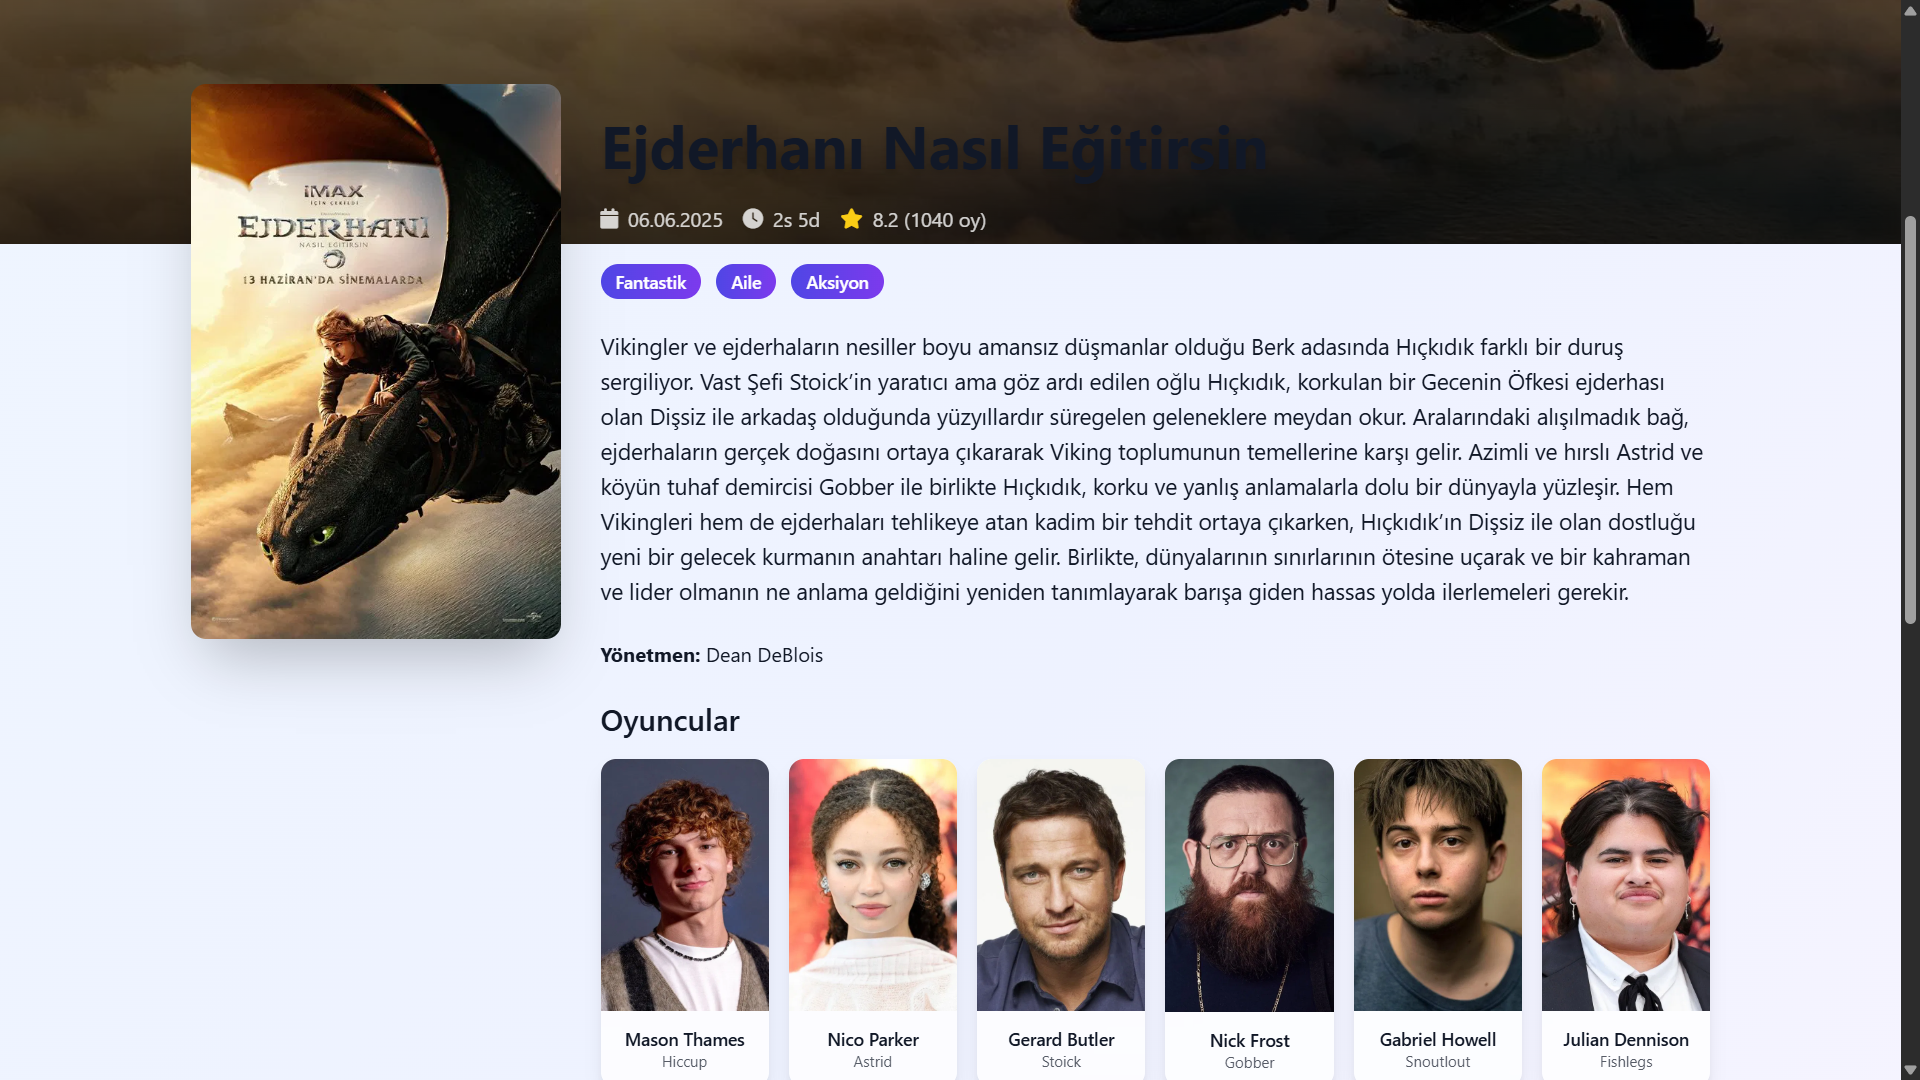 Ejderhanı Nasıl Eğitirsin
06.06.2025 2s 5d 8.2 (1040 oy)
iMAX
İÇİN ÇEKİLDİ
EJDERHANI
NASIL EĞİTİRSİN
13 HAZİRAN'DA SİNEMALARDA
Fantastik Aile Aksiyon
Vikingler ve ejderhaların nesiller boyu amansız düşmanlar olduğu Berk adasında Hıçkıdık farklı bir duruş
sergiliyor. Vast Şefi Stoick’in yaratıcı ama göz ardı edilen oğlu Hıçkıdık, korkulan bir Gecenin Öfkesi ejderhası
olan Dişsiz ile arkadaş olduğunda yüzyıllardır süregelen geleneklere meydan okur. Aralarındaki alışılmadık bağ,
ejderhaların gerçek doğasını ortaya çıkararak Viking toplumunun temellerine karşı gelir. Azimli ve hırslı Astrid ve
köyün tuhaf demircisi Gobber ile birlikte Hıçkıdık, korku ve yanlış anlamalarla dolu bir dünyayla yüzleşir. Hem
Vikingleri hem de ejderhaları tehlikeye atan kadim bir tehdit ortaya çıkarken, Hıçkıdık’ın Dişsiz ile olan dostluğu
yeni bir gelecek kurmanın anahtarı haline gelir. Birlikte, dünyalarının sınırlarının ötesine uçarak ve bir kahraman
ve lider olmanın ne anlama geldiğini yeniden tanımlayarak barışa giden hassas yolda ilerlemeleri gerekir.
Yönetmen: Dean DeBlois
Oyuncular
Mason Thames
Hiccup
Nico Parker
Astrid
Gerard Butler
Stoick
Nick Frost
Gobber
Gabriel Howell
Snoutlout
Julian Dennison
Fishlegs